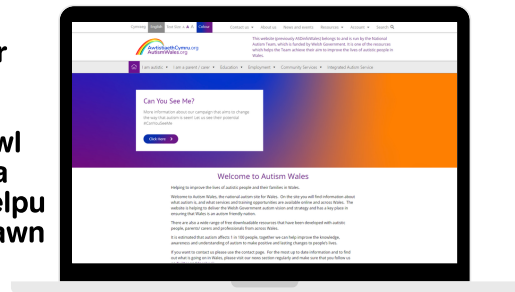 Cymraeg English Text Size A A A Colour Contact us About us News and events Resources Account Search
AwtistiaethCymru.org
AutismWales.org
This website (previously ASDinfoWales) belongs to and is run by the National
Autism Team, which is funded by Welsh Government. It is one of the resources
which helps the Team achieve their aim to improve the lives of autistic people in
Wales.
I am autistic I am a parent / carer Education Employment Community Services Integrated Autism Service
r
wl
a
elpu
awn
Can You See Me?
More information about our campaign that aims to change
the way that autism is seen! Let us see their potential
Click Here
Welcome to Autism Wales
Helping to improve the lives of autistic people and their families in Wales.
Welcome to Autism Wales, the national autism site for Wales. On the site you will find information about
what autism is, and what services and training opportunities are available online and across Wales. The
website is helping to deliver the Welsh Government autism vision and strategy and has a key place in
ensuring that Wales is an autism friendly nation.
There are also a wide range of free downloadable resources that have been developed with autistic
people, parents/ carers and professionals from across Wales.
It is estimated that autism affects 1 in 100 people, together we can help improve the knowledge,
awareness and understanding of autism to make positive and lasting changes to people's lives.
If you want to contact us please use the contact page. For the most up to date information and to find
out what is going on in Wales, please visit our news section regularly and make sure that you follow us